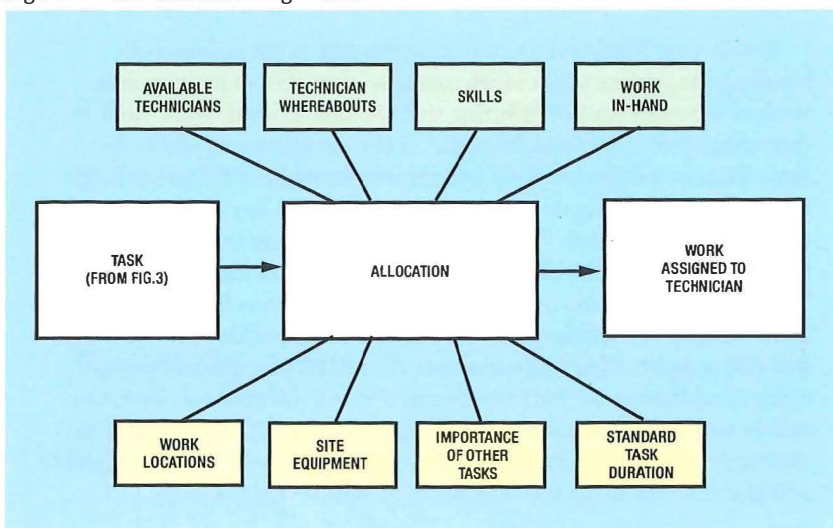 AVAILABLE
TECHNICIANS
TECHNICIAN
WHEREABOUTS
SKILLS
WORK
IN-HAND
TASK
(FROM FIG.3)
ALLOCATION
WORK
ASSIGNED TO
TECHNICIAN
WORK
LOCATIONS
SITE
EQUIPMENT
IMPORTANCE
OF OTHER
TASKS
STANDARD
TASK
DURATION